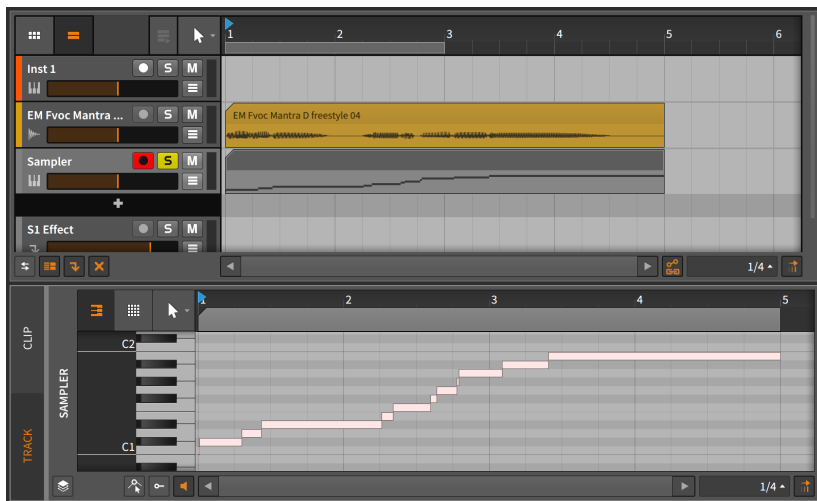 1 2 3 4 5 6
Inst 1 S M
EM Fvoc Mantra ... S M
EM Fvoc Mantra D freestyle 04
Sampler S M
+
S1 Effect S M
1/4
1 2 3 4 5
CLIP
TRACK
SAMPLER
C2
C1
1/4